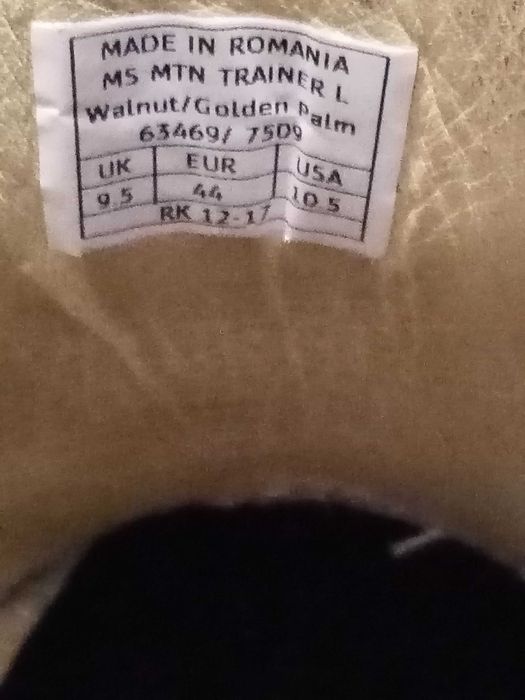 MADE IN ROMANIA
MS MTN TRAINER L
Walnut/Golden Palm
63469/ 7509
UK EUR USA
9.5 44 10.5
RK 12-17